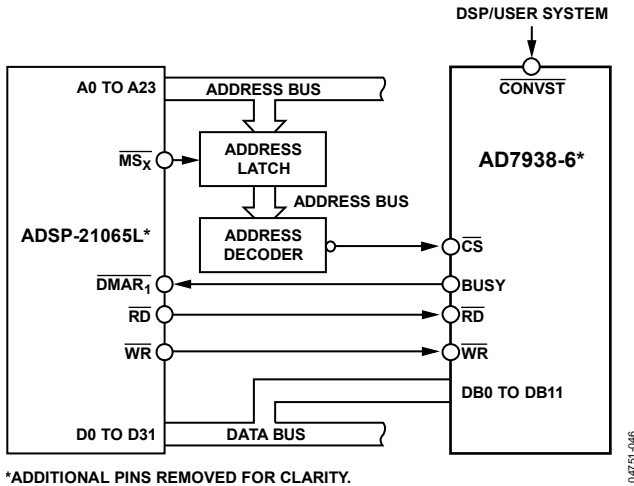 DSP/USER SYSTEM
A0 TO A23
ADDRESS BUS
CONVST
MSX
ADDRESS
LATCH
AD7938-6*
ADDRESS BUS
ADSP-21065L*
ADDRESS
DECODER
CS
DMAR1
BUSY
RD
RD
WR
WR
DB0 TO DB11
D0 TO D31
DATA BUS
*ADDITIONAL PINS REMOVED FOR CLARITY.
04751-046